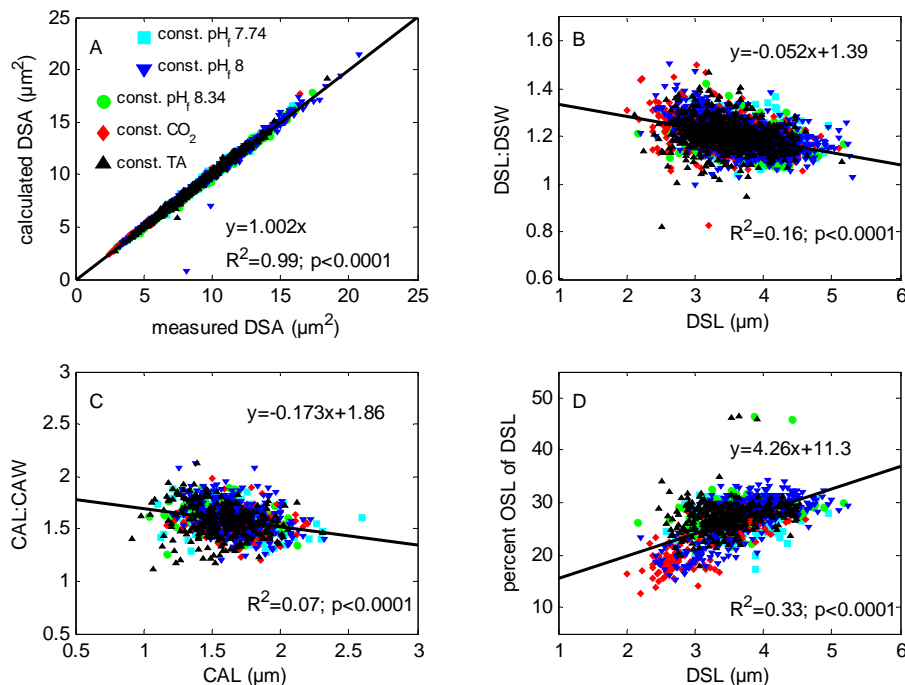 A
const. pHf 7.74
const. pHf 8
const. pHf 8.34
const. CO2
const. TA
y=1.002x
R2=0.99; p<0.0001
25
20
15
10
5
0
0 5 10 15 20 25
calculated DSA (µm2)
measured DSA (µm2)
B
y=-0.052x+1.39
R2=0.16; p<0.0001
1.6
1.4
1.2
1
0.8
0.6
1 2 3 4 5 6
DSL:DSW
DSL (µm)
C
y=-0.173x+1.86
R2=0.07; p<0.0001
3
2.5
2
1.5
1
0.5
0.5 1 1.5 2 2.5 3
CAL:CAW
CAL (µm)
D
y=4.26x+11.3
R2=0.33; p<0.0001
50
40
30
20
10
1 2 3 4 5 6
percent OSL of DSL
DSL (µm)